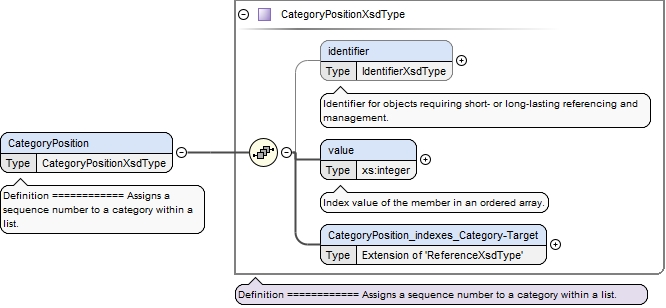 CategoryPositionXsdType
identifier
Type IdentifierXsdType
Identifier for objects requiring short- or long-lasting referencing and
management.
CategoryPosition
Type CategoryPositionXsdType
Definition ============ Assigns a
sequence number to a category within a
list.
value
Type xs:integer
Index value of the member in an ordered array.
CategoryPosition_indexes_Category-Target
Type Extension of 'ReferenceXsdType'
Definition ============ Assigns a sequence number to a category within a list.